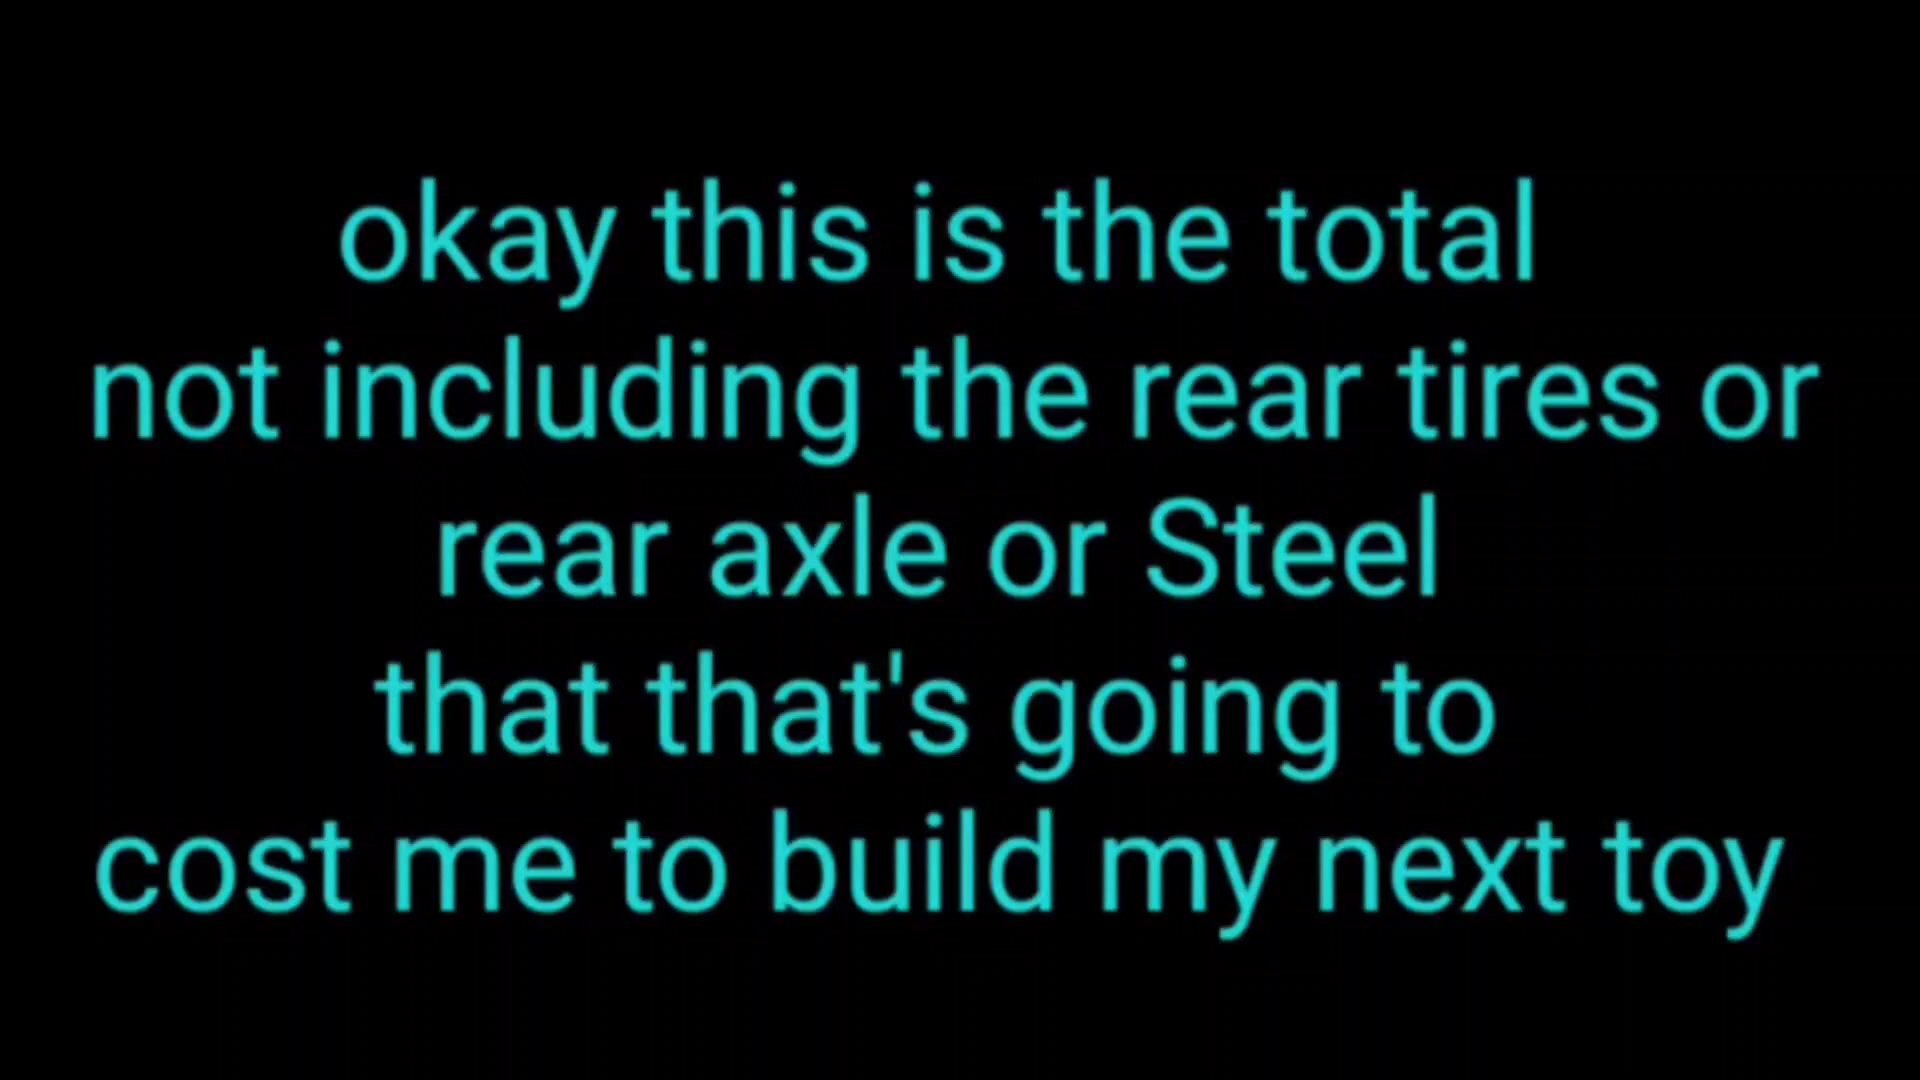 okay this is the total
not including the rear tires or
rear axle or Steel
that that's going to
cost me to build my next toy